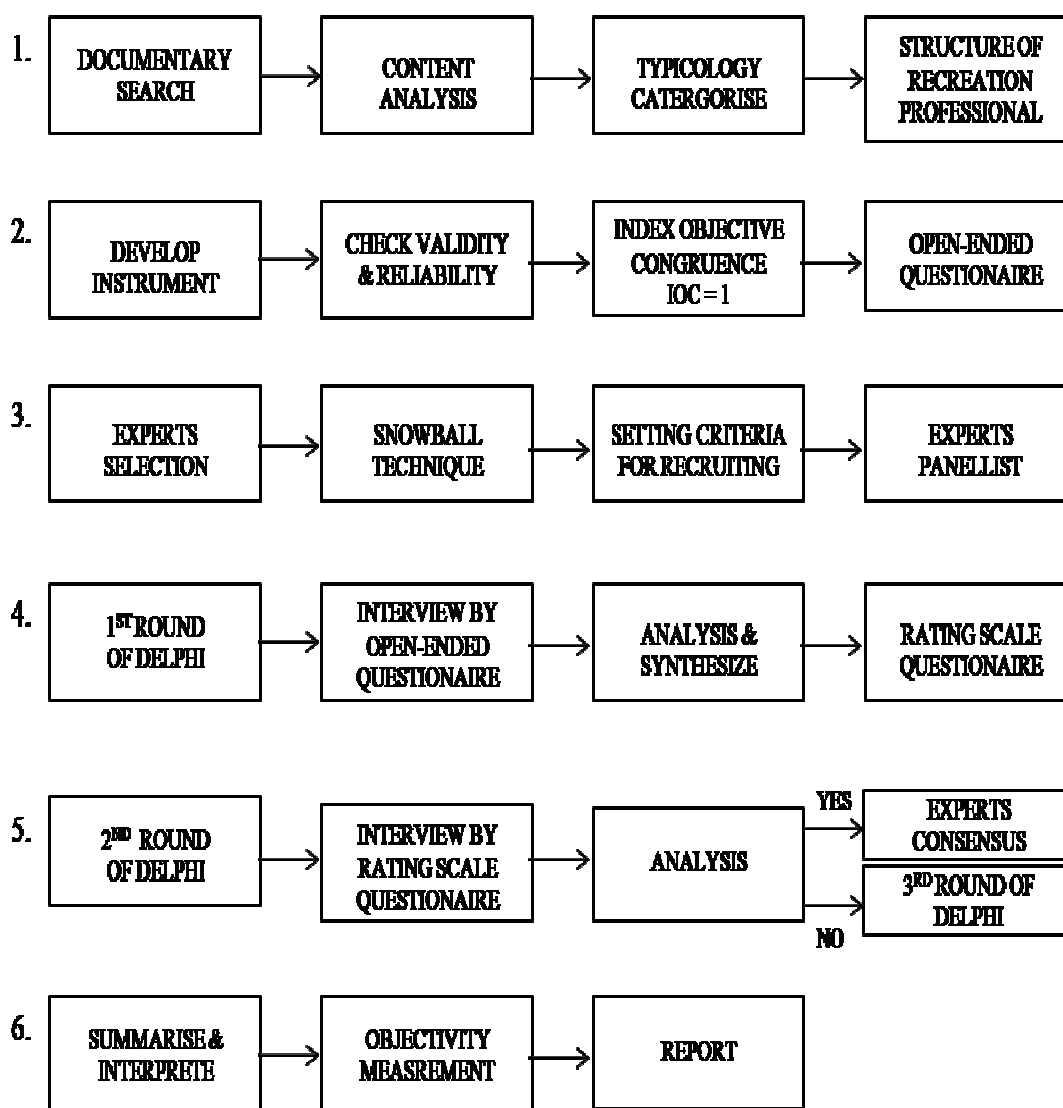 1.
DOCUMENTARY
SEARCH
CONTENT
ANALYSIS
TYPICOLOGY
CATERGORISE
STRUCTURE OF
RECREATION
PROFESSIONAL
2.
DEVELOP
INSTRUMENT
CHECK VALIDITY
& RELIABILITY
INDEX OBJECTIVE
CONGRUENCE
IOC = 1
OPEN-ENDED
QUESTIONAIRE
3.
EXPERTS
SELECTION
SNOWBALL
TECHNIQUE
SETTING CRITERIA
FOR RECRUITING
EXPERTS
PANELLIST
4.
1ST ROUND
OF DELPHI
INTERVIEW BY
OPEN-ENDED
QUESTIONAIRE
ANALYSIS &
SYNTHESIZE
RATING SCALE
QUESTIONAIRE
5.
2ND ROUND
OF DELPHI
INTERVIEW BY
RATING SCALE
QUESTIONAIRE
ANALYSIS
YES
EXPERTS
CONSENSUS
NO
3RD ROUND OF
DELPHI
6.
SUMMARISE &
INTERPRETE
OBJECTIVITY
MEASREMENT
REPORT